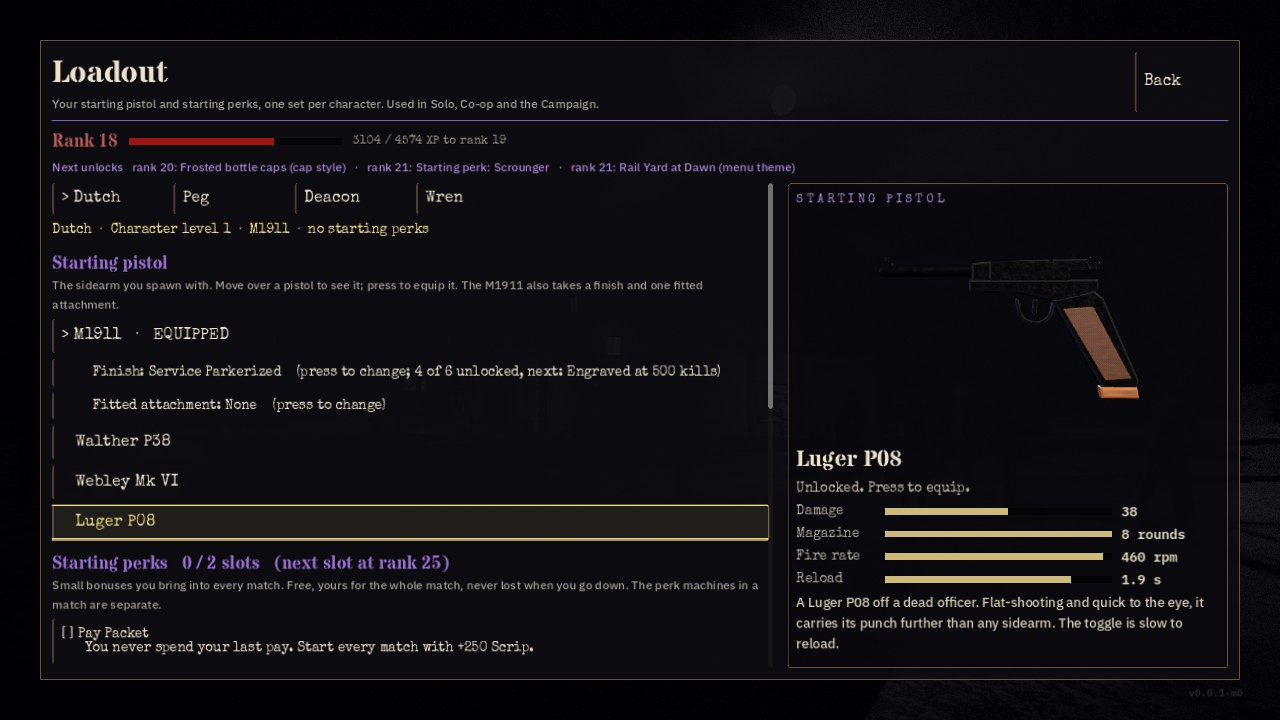 Loadout
Your starting pistol and starting perks, one set per character. Used in Solo, Co-op and the Campaign.
Back
Rank 18 3104 / 4574 XP to rank 19
Next unlocks rank 20: Frosted bottle caps (cap style) · rank 21: Starting perk: Scrounger · rank 21: Rail Yard at Dawn (menu theme)
> Dutch Peg Deacon Wren
Dutch · Character level 1 · M1911 · no starting perks
Starting pistol
The sidearm you spawn with. Move over a pistol to see it; press to equip it. The M1911 also takes a finish and one fitted
attachment.
> M1911 · EQUIPPED
Finish: Service Parkerized (press to change; 4 of 6 unlocked, next: Engraved at 500 kills)
Fitted attachment: None (press to change)
Walther P38
Webley Mk VI
Luger P08
Starting perks 0 / 2 slots (next slot at rank 25)
Small bonuses you bring into every match. Free, yours for the whole match, never lost when you go down. The perk machines in a
match are separate.
[ ] Pay Packet
You never spend your last pay. Start every match with +250 Scrip.
STARTING PISTOL
Luger P08
Unlocked. Press to equip.
Damage 38
Magazine 8 rounds
Fire rate 460 rpm
Reload 1.9 s
A Luger P08 off a dead officer. Flat-shooting and quick to the eye, it
carries its punch further than any sidearm. The toggle is slow to
reload.
v0.0.1-m0